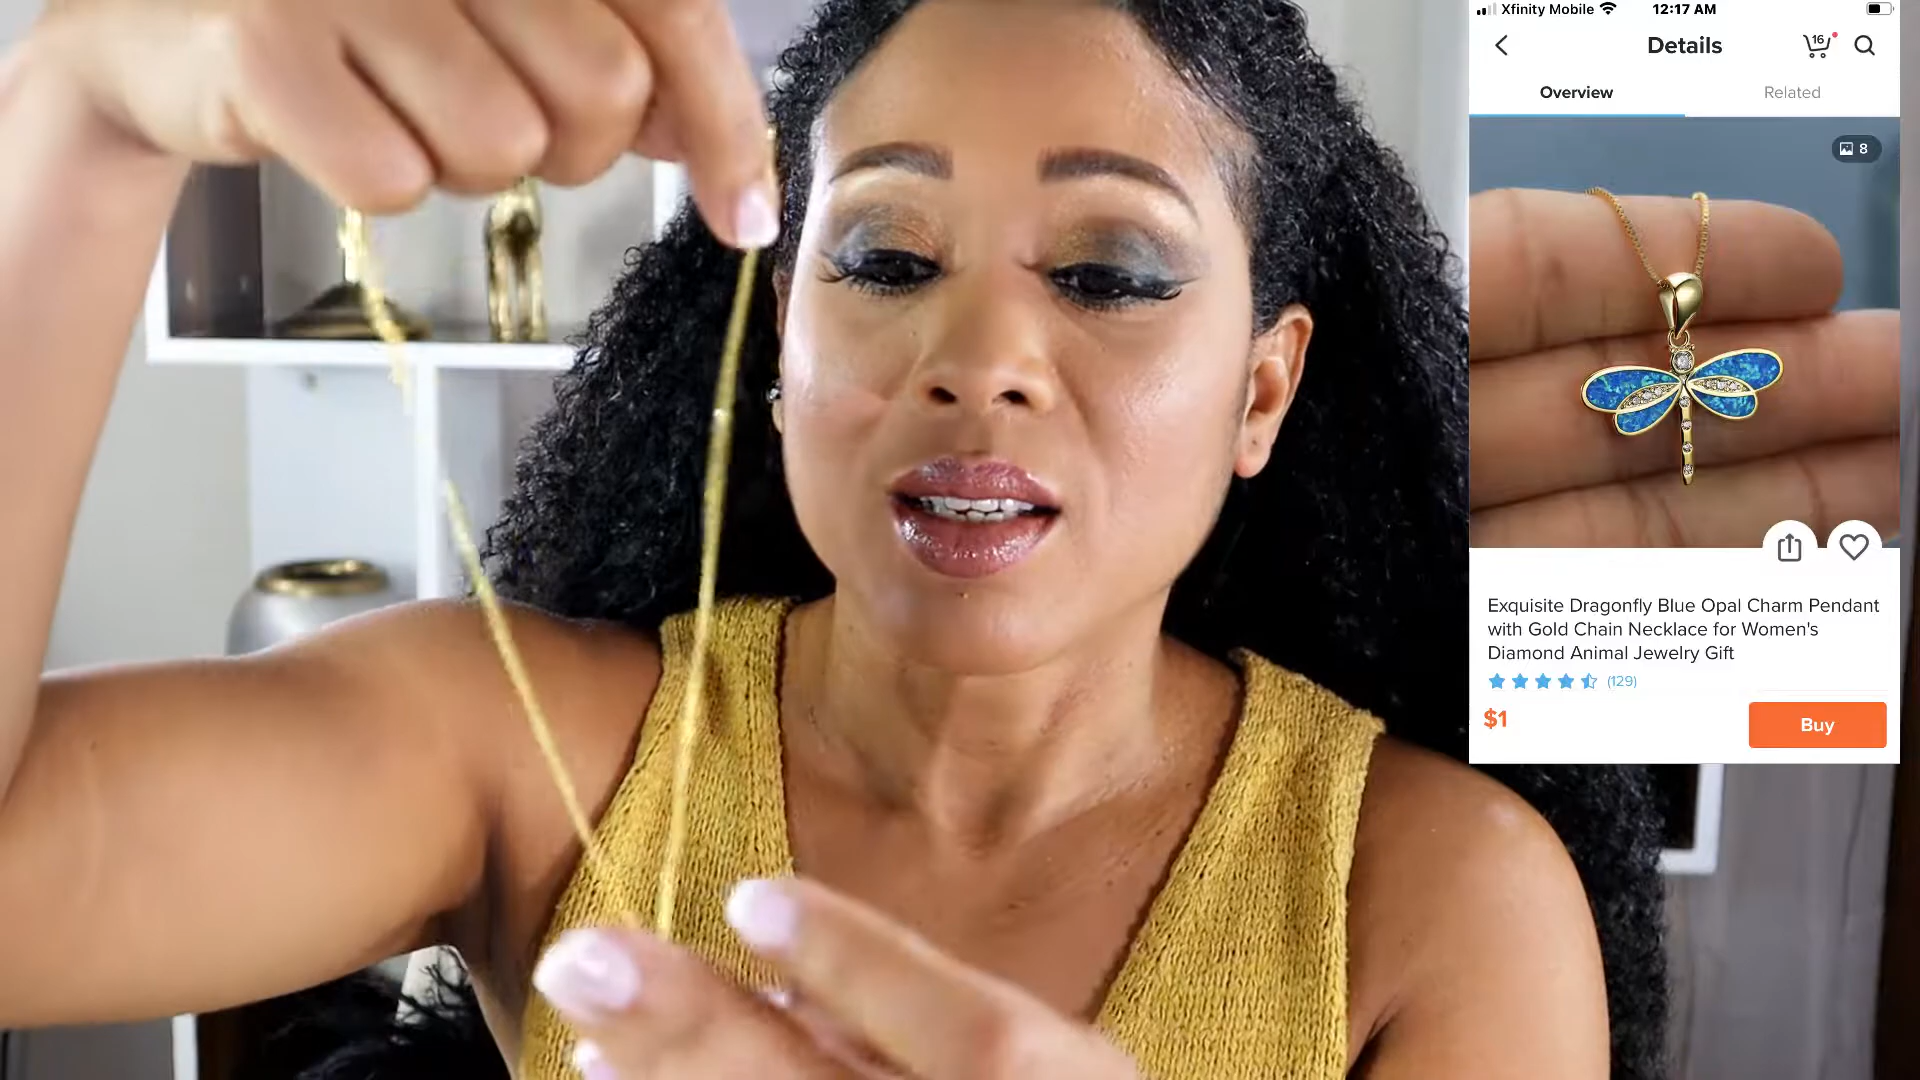 Xfinity Mobile 12:17 AM
Details
16
Overview Related
8
Exquisite Dragonfly Blue Opal Charm Pendant
with Gold Chain Necklace for Women's
Diamond Animal Jewelry Gift
(129)
$1
Buy